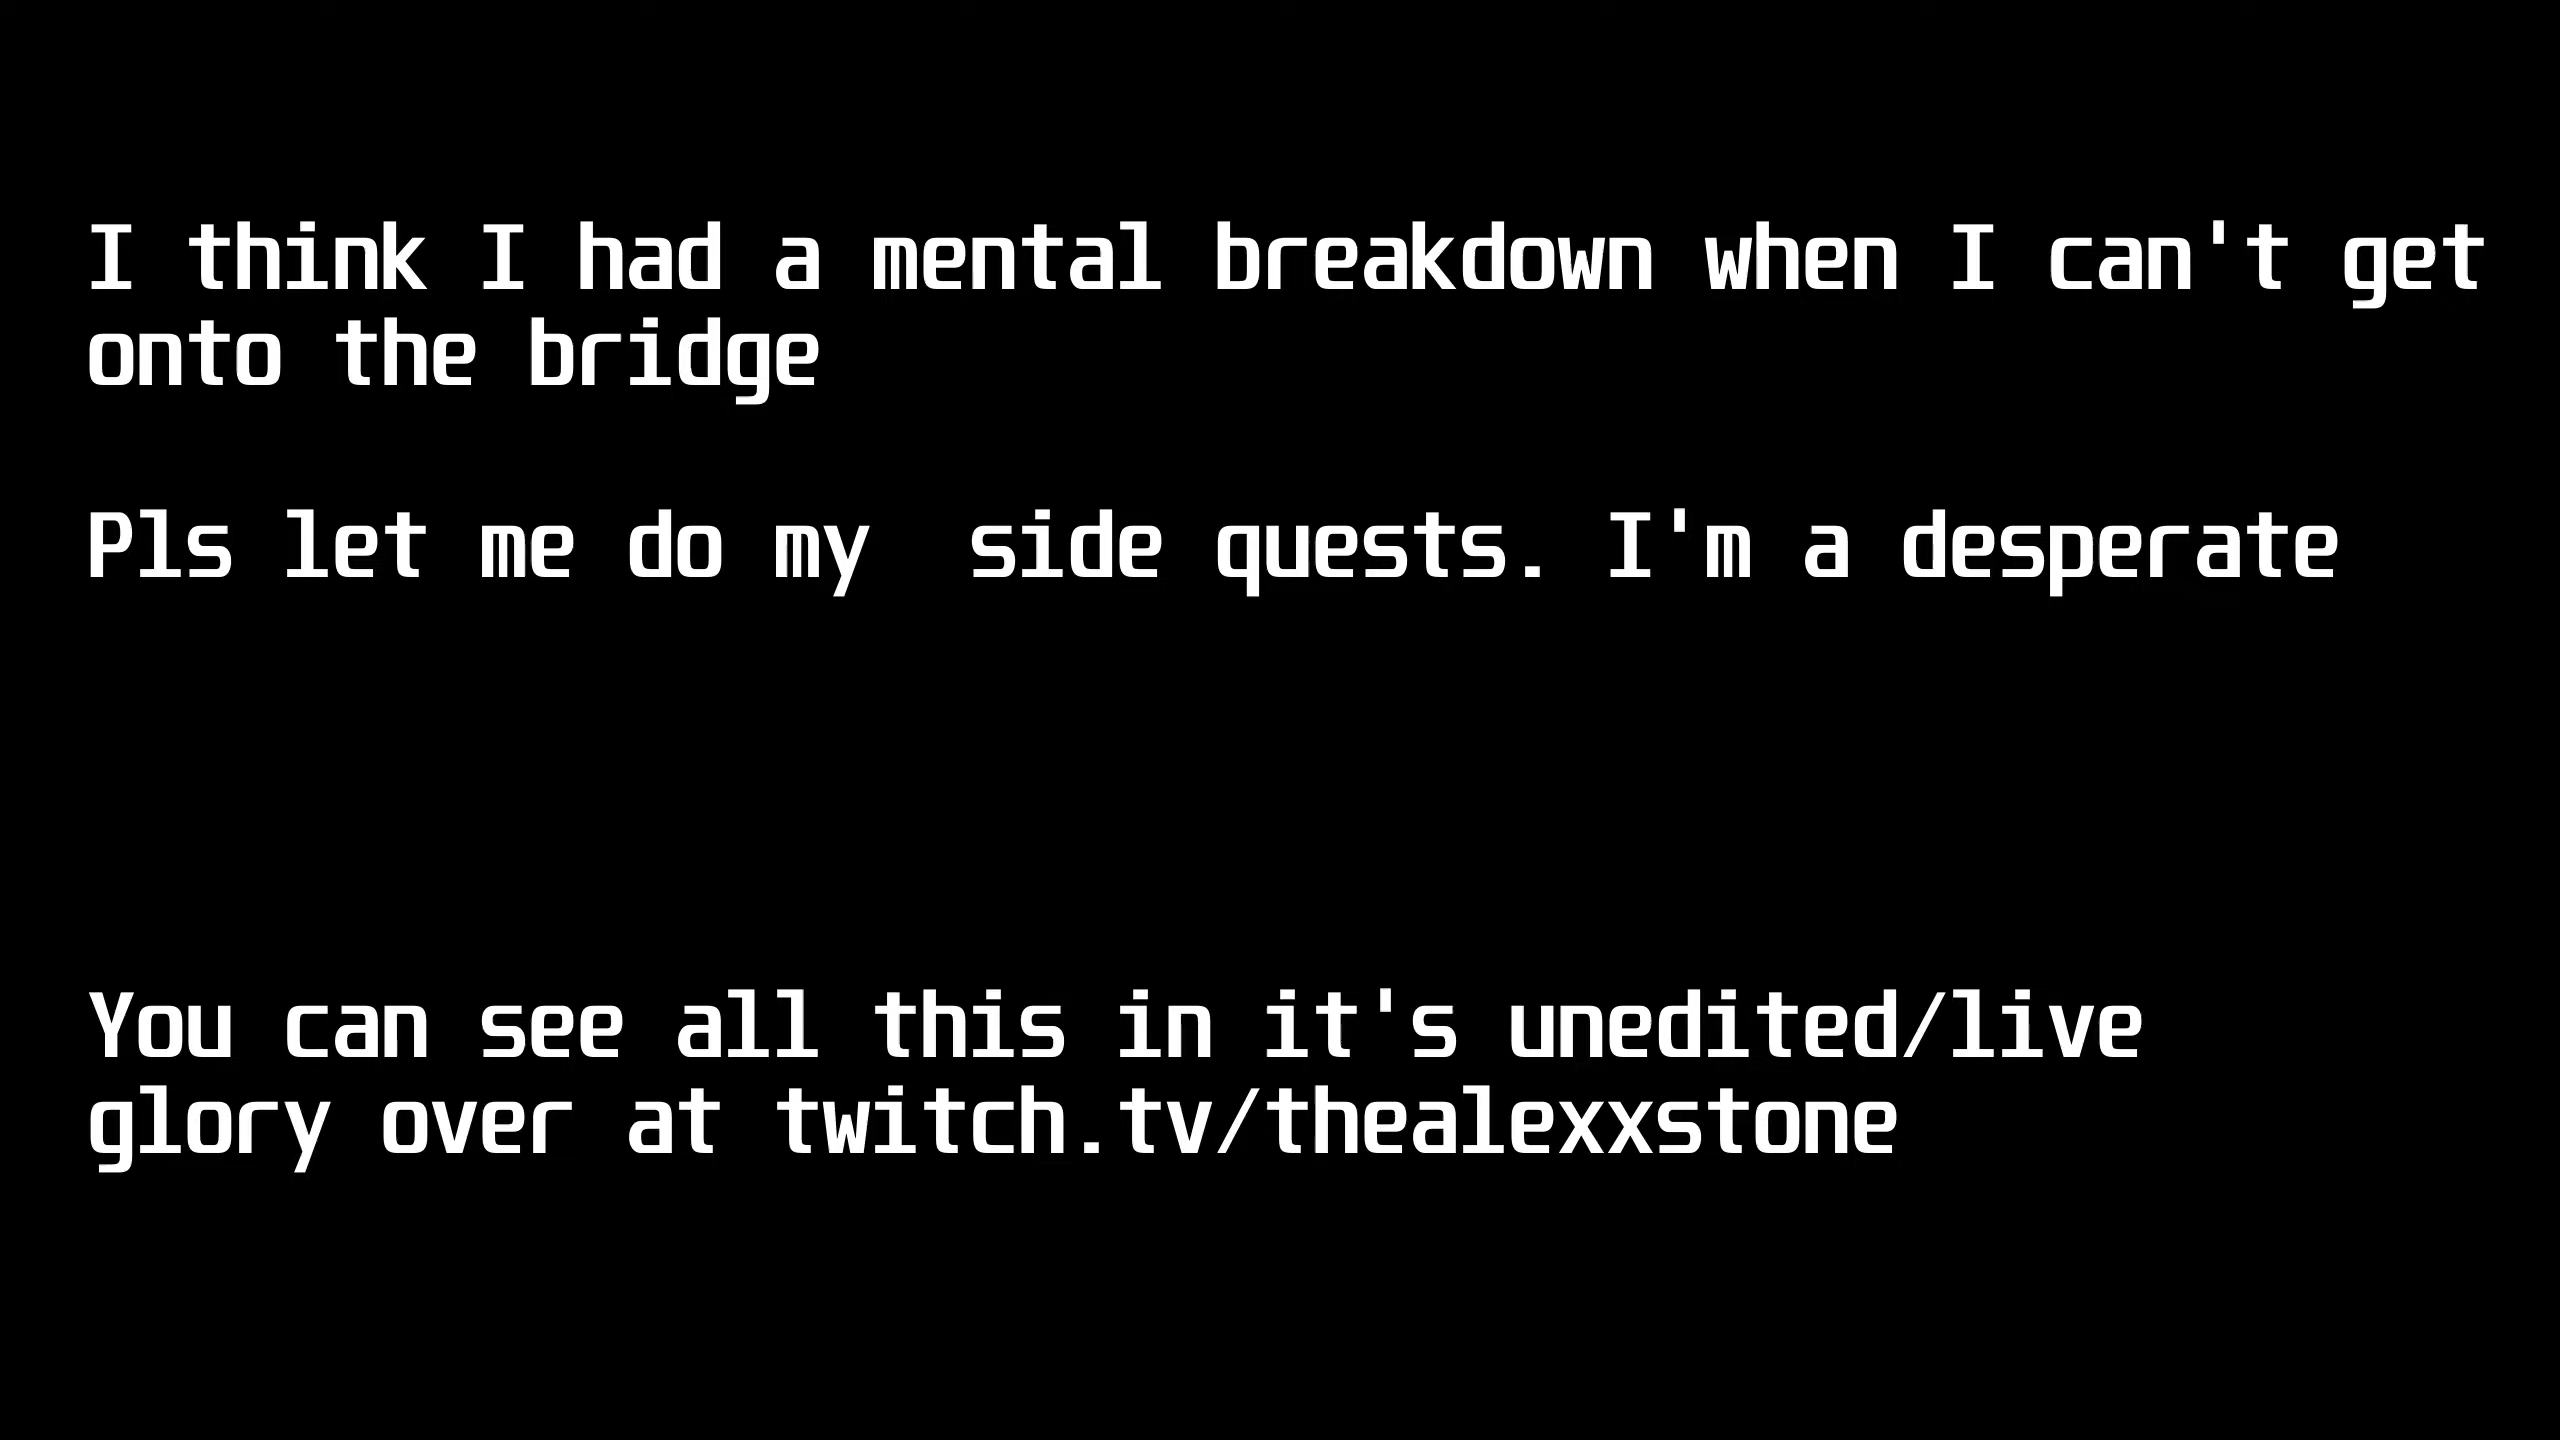 I think I had a mental breakdown when I can't get
onto the bridge
Pls let me do my  side quests. I'm a desperate
You can see all this in it's unedited/live
glory over at twitch.tv/thealexxstone